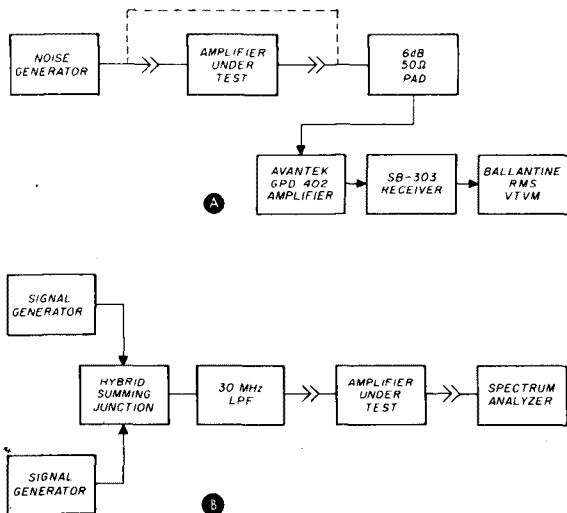 NOISE
GENERATOR
AMPLIFIER
UNDER
TEST
6dB
50Ω
PAD
AVANTEK
GPD 402
AMPLIFIER
SB-303
RECEIVER
BALLANTINE
RMS
VTVM
A
SIGNAL
GENERATOR
HYBRID
SUMMING
JUNCTION
30 MHz
LPF
AMPLIFIER
UNDER
TEST
SPECTRUM
ANALYZER
SIGNAL
GENERATOR
B